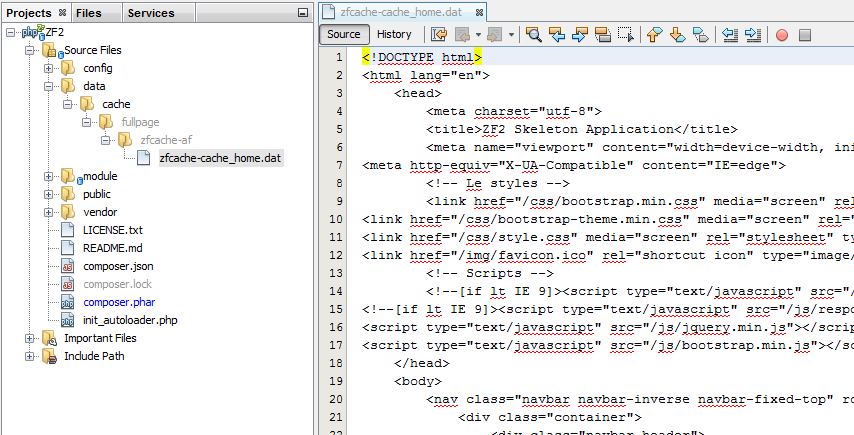 Projects Files Services
ZF2
Source Files
config
data
cache
fullpage
zfcache-af
zfcache-cache_home.dat
module
public
vendor
LICENSE.txt
README.md
composer.json
composer.lock
composer.phar
init_autoloader.php
Important Files
Include Path
zfcache-cache_home.dat
Source History
1 <!DOCTYPE html>
2 <html lang="en">
3 <head>
4 <meta charset="utf-8">
5 <title>ZF2 Skeleton Application</title>
6 <meta name="viewport" content="width=device-width, ini
7 <meta http-equiv="X-UA-Compatible" content="IE=edge">
8 <!-- Le styles -->
9 <link href="/css/bootstrap.min.css" media="screen" rel
10 <link href="/css/bootstrap-theme.min.css" media="screen" rel="
11 <link href="/css/style.css" media="screen" rel="stylesheet" ty
12 <link href="/img/favicon.ico" rel="shortcut icon" type="image/
13 <!-- Scripts -->
14 <!--[if lt IE 9]><script type="text/javascript" src="/
15 <!--[if lt IE 9]><script type="text/javascript" src="/js/respo
16 <script type="text/javascript" src="/js/jquery.min.js"></scrip
17 <script type="text/javascript" src="/js/bootstrap.min.js"></sc
18 </head>
19 <body>
20 <nav class="navbar navbar-inverse navbar-fixed-top" ro
21 <div class="container">
22 <div class="navbar-header">